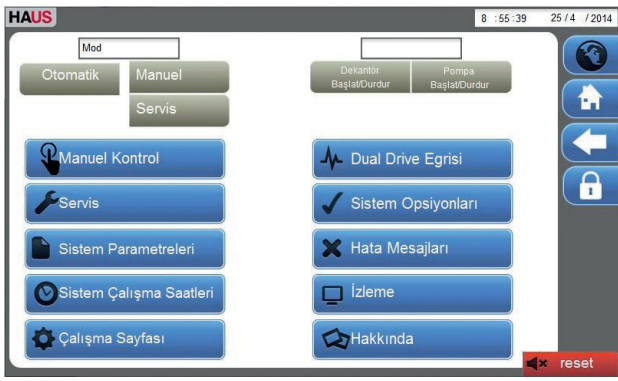 HAUS
8 :55:39 25 / 4 / 2014
Mod
Otomatik
Manuel
Servis
Dekantör
Başlat/Durdur
Pompa
Başlat/Durdur
Manuel Kontrol
Servis
Sistem Parametreleri
Sistem Çalışma Saatleri
Çalışma Sayfası
Dual Drive Egrisi
Sistem Opsiyonları
Hata Mesajları
İzleme
Hakkında
reset